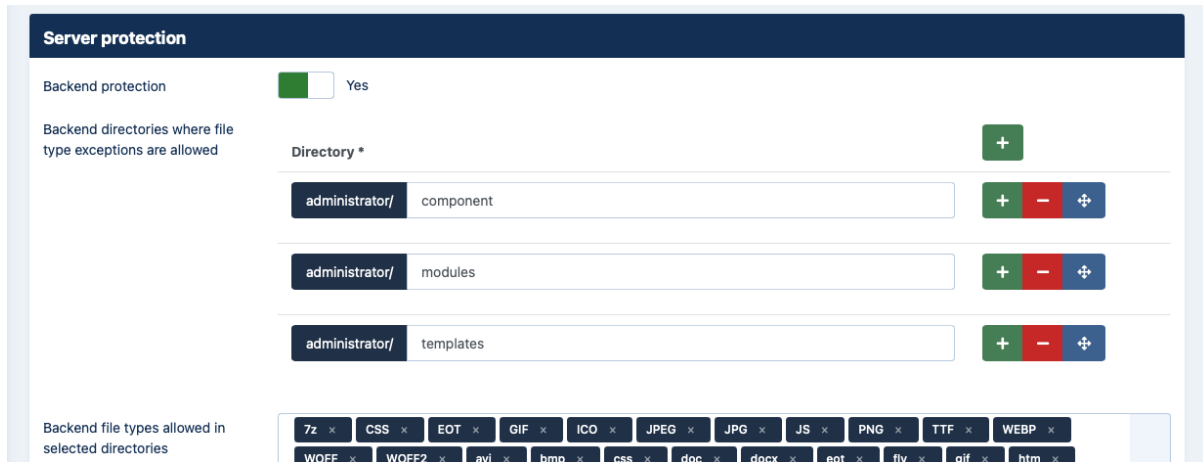 Server protection
Backend protection
Yes
Backend directories where file
type exceptions are allowed
Directory *
administrator/ component
administrator/ modules
administrator/ templates
Backend file types allowed in
selected directories
7z × CSS × EOT × GIF × ICO × JPEG × JPG × JS × PNG × TTF × WEBP ×
WOFF × WOFF2 × avi × bmp × css × doc × docx × eot × flv × gif × htm ×